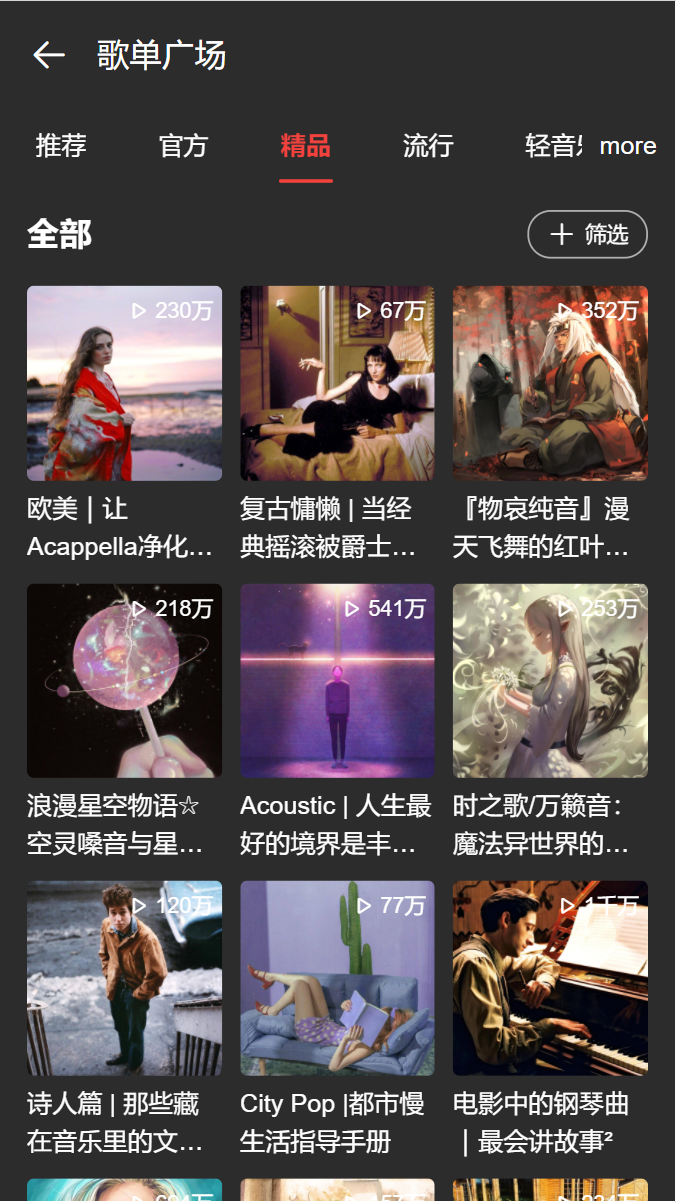 歌单广场
推荐 官方 精品 流行 轻音 more
全部
筛选
230万 67万 352万
欧美｜让 复古慵懒 | 当经 『物哀纯音』漫
Acappella净化… 典摇滚被爵士… 天飞舞的红叶…
218万 541万 253万
浪漫星空物语☆ Acoustic | 人生最 时之歌/万籁音：
空灵嗓音与星… 好的境界是丰… 魔法异世界的…
120万 77万 1千万
诗人篇 | 那些藏 City Pop |都市慢 电影中的钢琴曲
在音乐里的文… 生活指导手册 ｜最会讲故事²